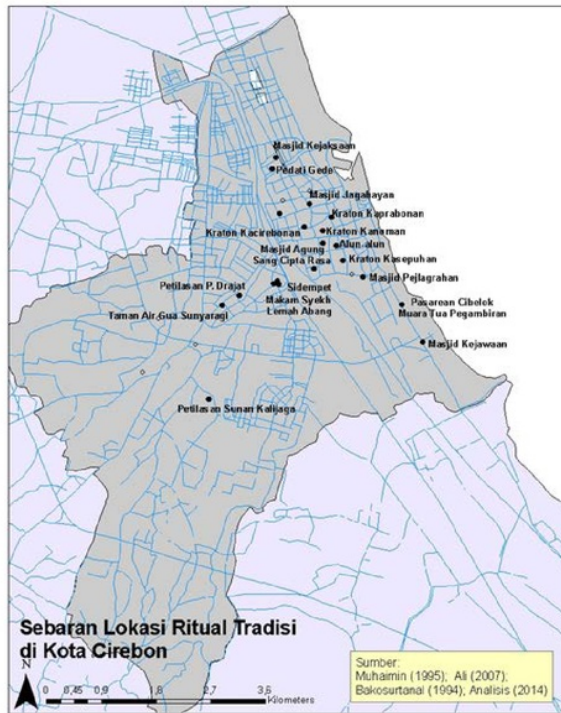 Masjid Kejaksaan
Pedati Gede
Masjid Janahayan
Kraton Kaprabonan
Kraton Kacirebonan
Kraton Kanoman
Masjid Agung
Alun-alun
Sang Cipta Rasa
Kraton Kasepuhan
Masjid Pejlagrahan
Petilasan P. Drajat
Sidempet
Makam Syekh
Lemah Abang
Pasarean Cibelok
Muara Tua Pegambiran
Taman Air Gua Sunyaragi
Masjid Kejawaan
Petilasan Sunan Kalijaga
Sebaran Lokasi Ritual Tradisi
di Kota Cirebon
N
0 0,45 0,9 1,8 2,7 3,6
Kilometers
Sumber:
Muhaimin (1995); Ali (2007);
Bakosurtanal (1994); Analisis (2014)